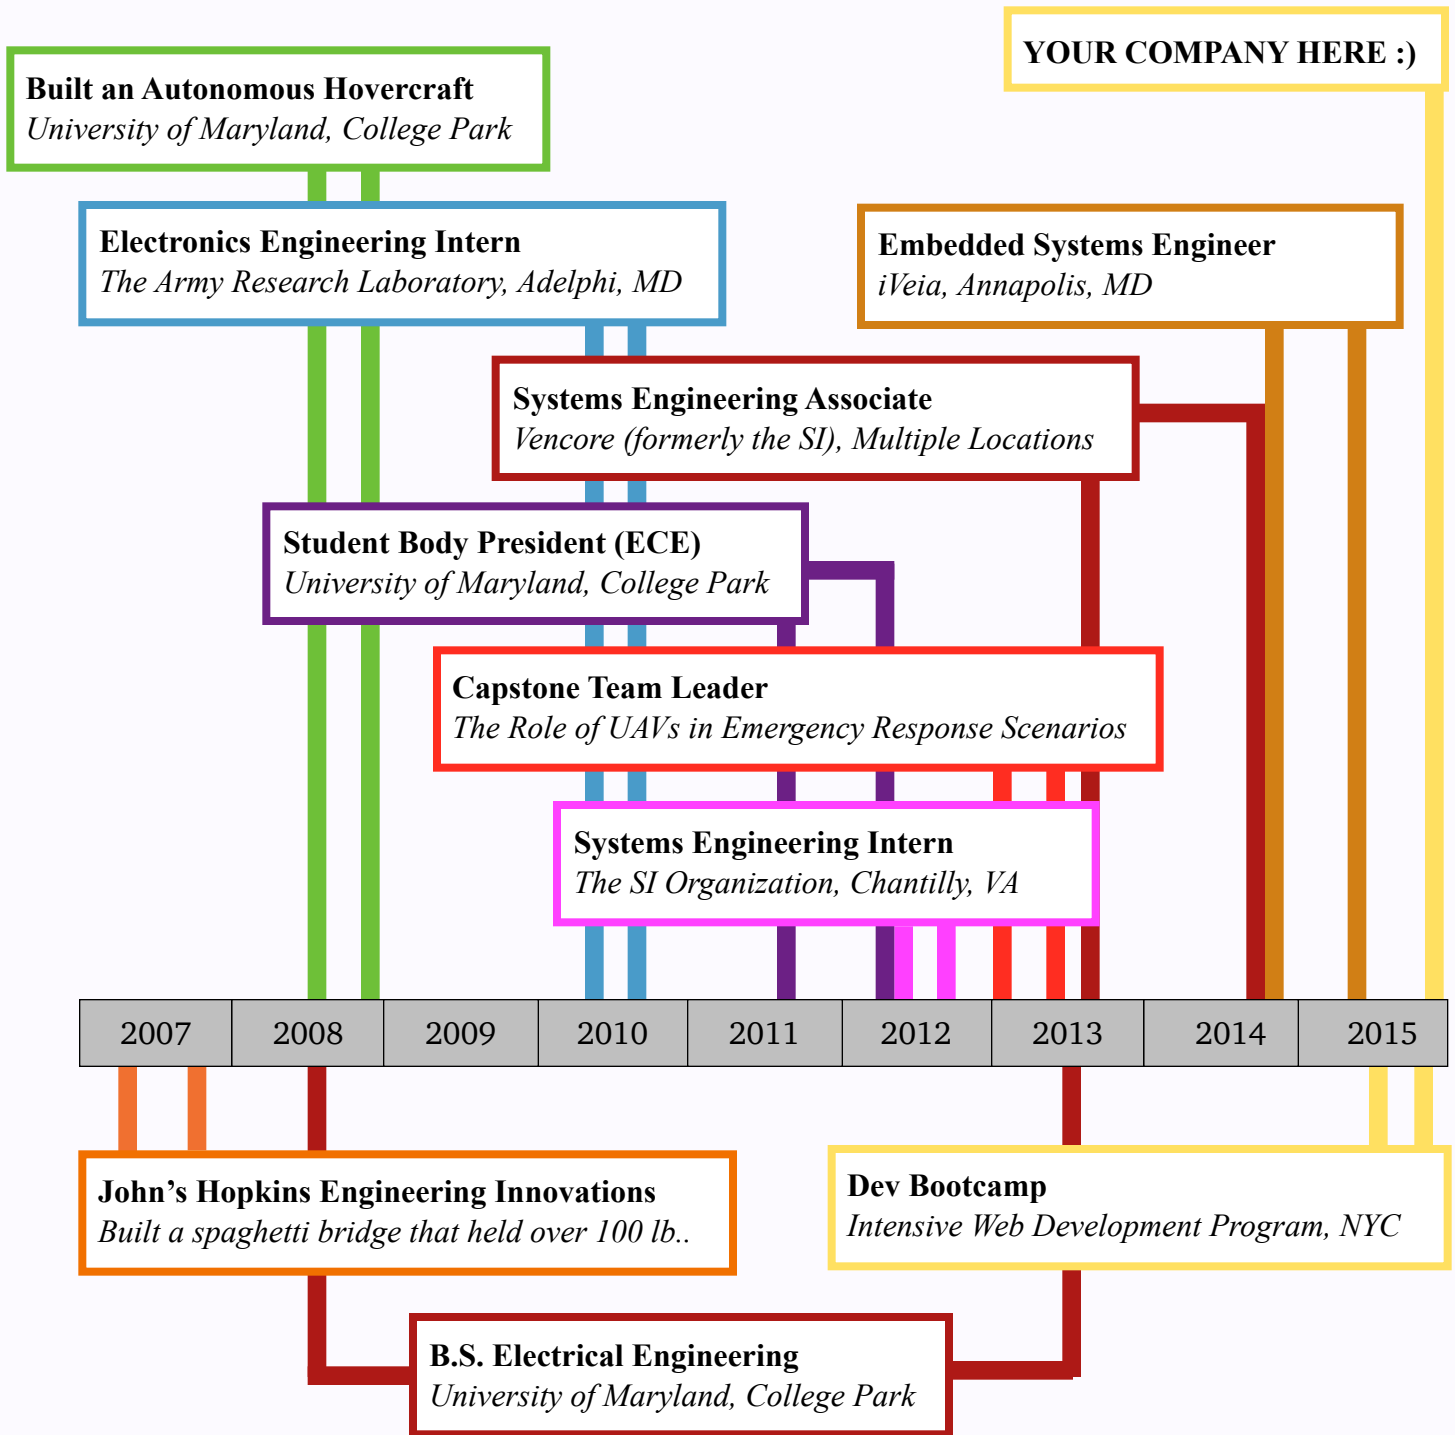 YOUR COMPANY HERE :)
Built an Autonomous Hovercraft
University of Maryland, College Park
Electronics Engineering Intern
The Army Research Laboratory, Adelphi, MD
Embedded Systems Engineer
iVeia, Annapolis, MD
Systems Engineering Associate
Vencore (formerly the SI), Multiple Locations
Student Body President (ECE)
University of Maryland, College Park
Capstone Team Leader
The Role of UAVs in Emergency Response Scenarios
Systems Engineering Intern
The SI Organization, Chantilly, VA
2007 2008 2009 2010 2011 2012 2013 2014 2015
John’s Hopkins Engineering Innovations
Built a spaghetti bridge that held over 100 lb..
Dev Bootcamp
Intensive Web Development Program, NYC
B.S. Electrical Engineering
University of Maryland, College Park